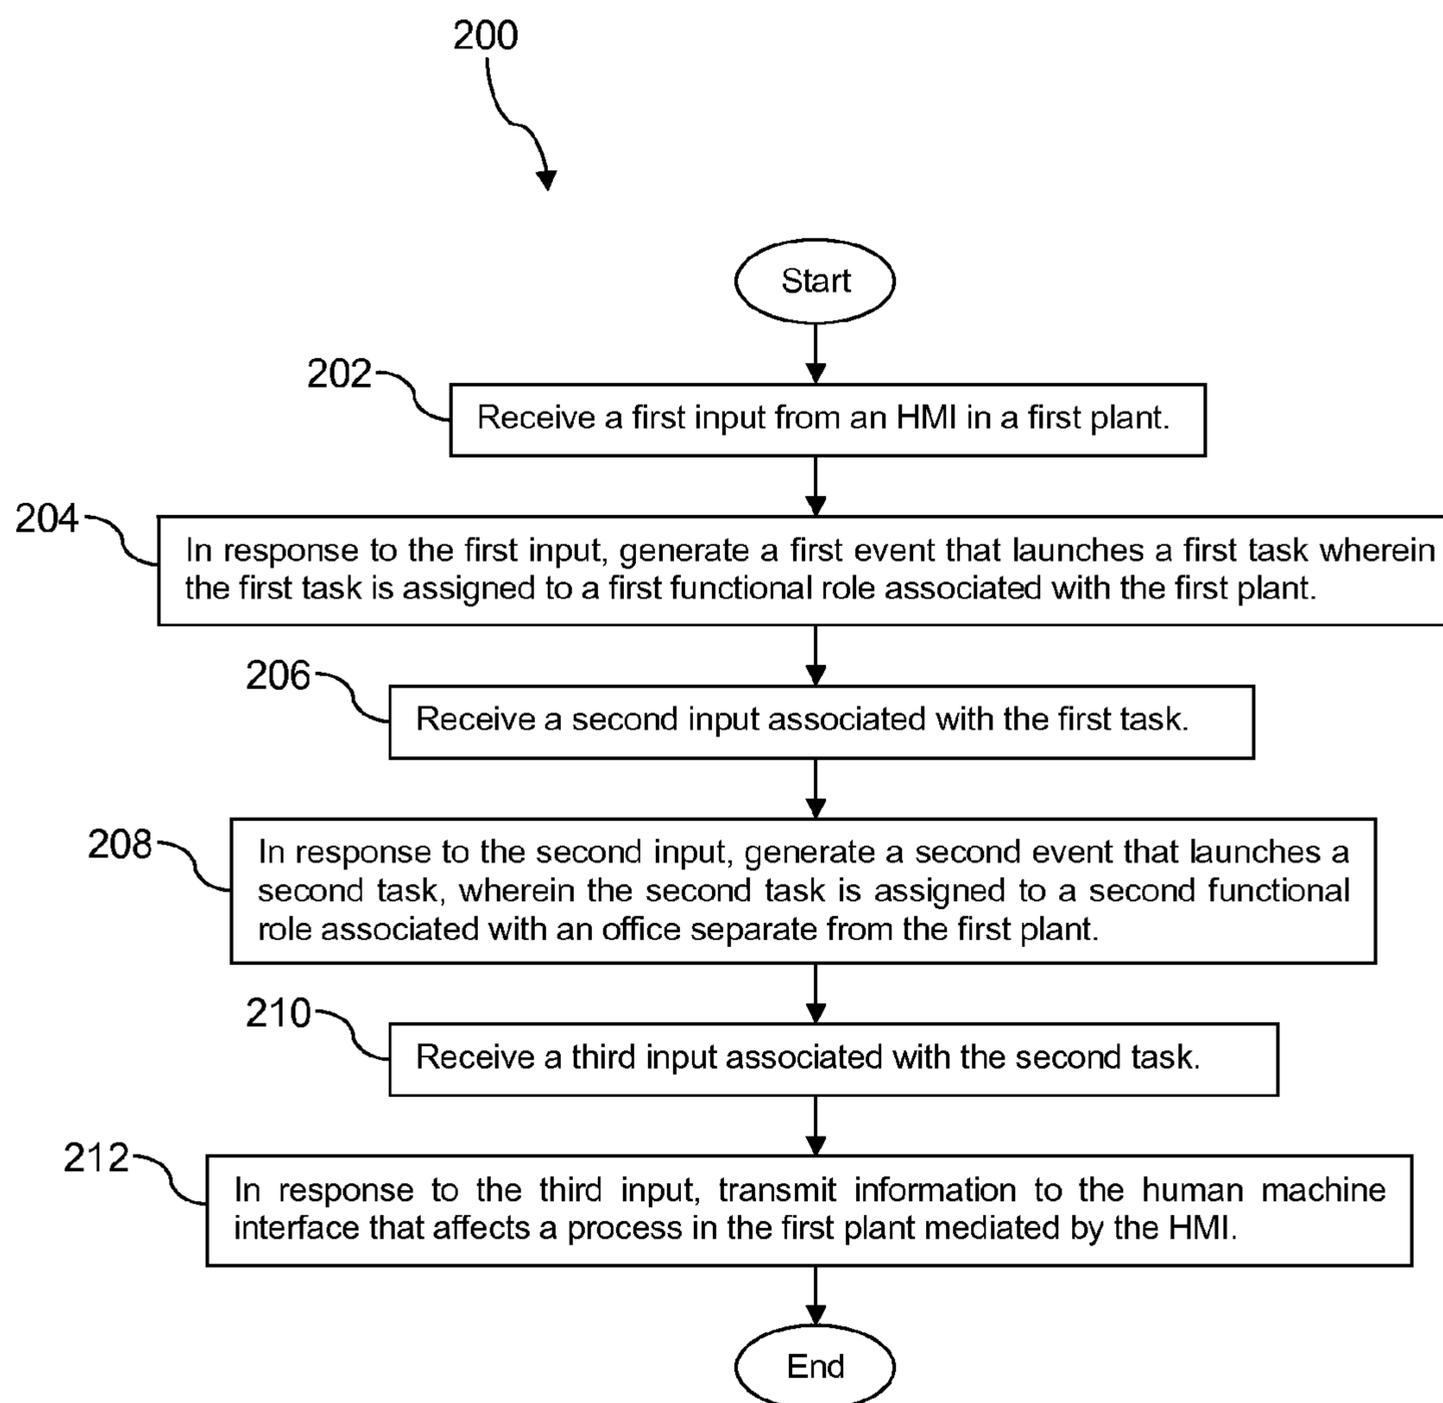 200
Start
202
Receive a first input from an HMI in a first plant.
204
In response to the first input, generate a first event that launches a first task wherein
the first task is assigned to a first functional role associated with the first plant.
206
Receive a second input associated with the first task.
208
In response to the second input, generate a second event that launches a
second task, wherein the second task is assigned to a second functional
role associated with an office separate from the first plant.
210
Receive a third input associated with the second task.
212
In response to the third input, transmit information to the human machine
interface that affects a process in the first plant mediated by the HMI.
End